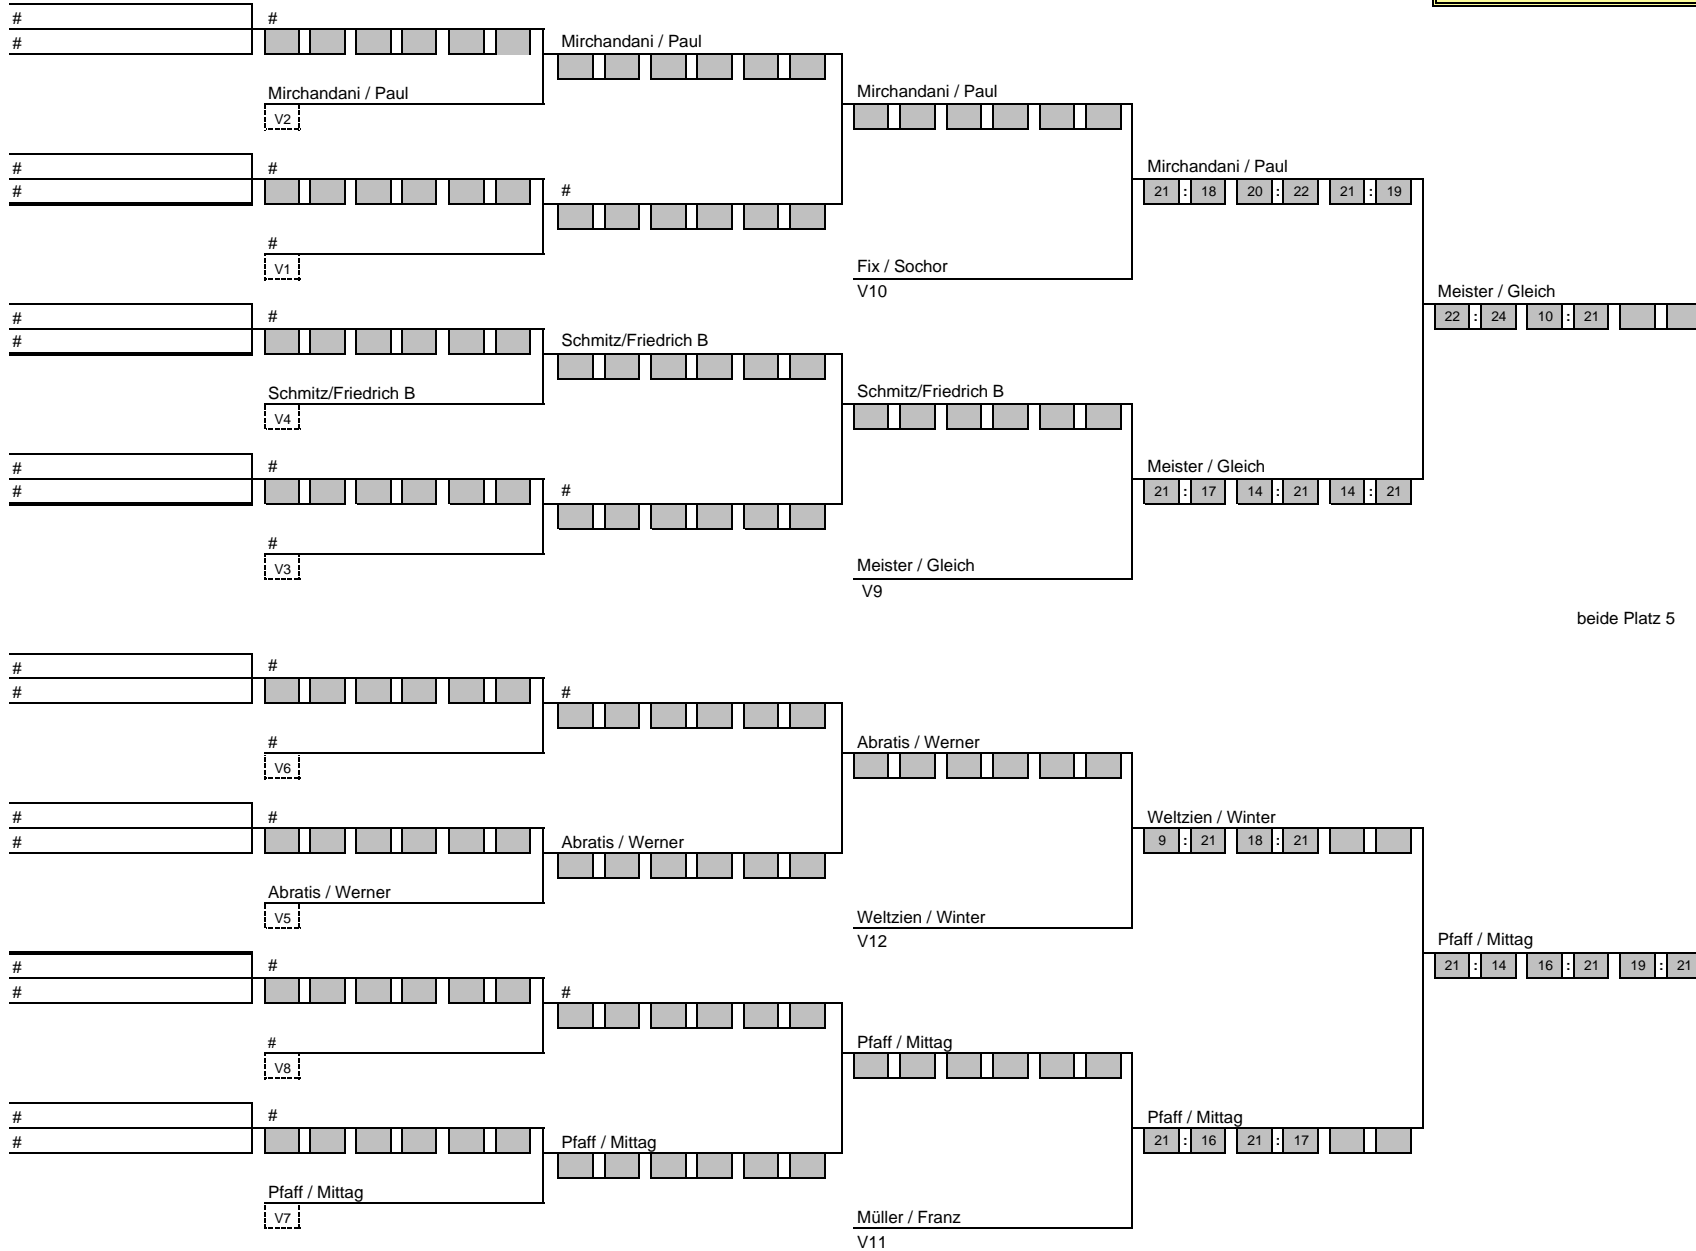 # #
#
Mirchandani / Paul
Mirchandani / Paul
Mirchandani / Paul
V2
# #
Mirchandani / Paul
# #
21 : 18 20 : 22 21 : 19
#
V1
Fix / Sochor
V10
Meister / Gleich
# #
22 : 24 10 : 21
#
Schmitz/Friedrich B
Schmitz/Friedrich B
Schmitz/Friedrich B
V4
# #
Meister / Gleich
# #
21 : 17 14 : 21 14 : 21
#
V3
Meister / Gleich
V9
beide Platz 5
# #
# #
#
Abratis / Werner
V6
# #
Weltzien / Winter
#
Abratis / Werner
9 : 21 18 : 21
Abratis / Werner
V5
Weltzien / Winter
V12
Pfaff / Mittag
# #
21 : 14 16 : 21 19 : 21
# #
#
Pfaff / Mittag
V8
# #
Pfaff / Mittag
#
Pfaff / Mittag
21 : 16 21 : 17
Pfaff / Mittag
V7
Müller / Franz
V11